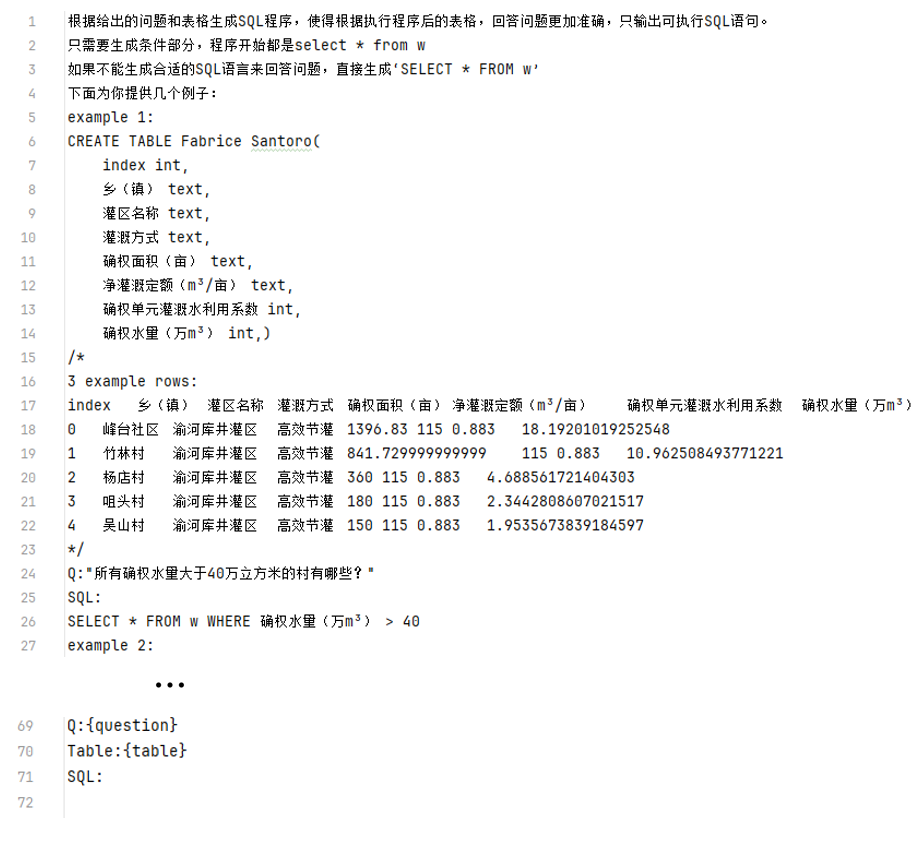 1 根据给出的问题和表格生成SQL程序，使得根据执行程序后的表格，回答问题更加准确，只输出可执行SQL语句。
2 只需要生成条件部分，程序开始都是select * from w
3 如果不能生成合适的SQL语言来回答问题，直接生成‘SELECT * FROM w’
4 下面为你提供几个例子：
5 example 1:
6 CREATE TABLE Fabrice Santoro(
7 index int,
8 乡（镇） text,
9 灌区名称 text,
10 灌溉方式 text,
11 确权面积（亩） text,
12 净灌溉定额（m³/亩） text,
13 确权单元灌溉水利用系数 int,
14 确权水量（万m³） int,)
15 /*
16 3 example rows:
17 index 乡（镇） 灌区名称 灌溉方式 确权面积（亩） 净灌溉定额（m³/亩） 确权单元灌溉水利用系数 确权水量（万m³）
18 0 峰台社区 渝河库井灌区 高效节灌 1396.83 115 0.883 18.19201019252548
19 1 竹林村 渝河库井灌区 高效节灌 841.729999999999 115 0.883 10.962508493771221
20 2 杨店村 渝河库井灌区 高效节灌 360 115 0.883 4.688561721404303
21 3 咀头村 渝河库井灌区 高效节灌 180 115 0.883 2.3442808607021517
22 4 吴山村 渝河库井灌区 高效节灌 150 115 0.883 1.9535673839184597
23 */
24 Q:"所有确权水量大于40万立方米的村有哪些？"
25 SQL:
26 SELECT * FROM w WHERE 确权水量（万m³） > 40
27 example 2:
•••
69 Q:{question}
70 Table:{table}
71 SQL:
72